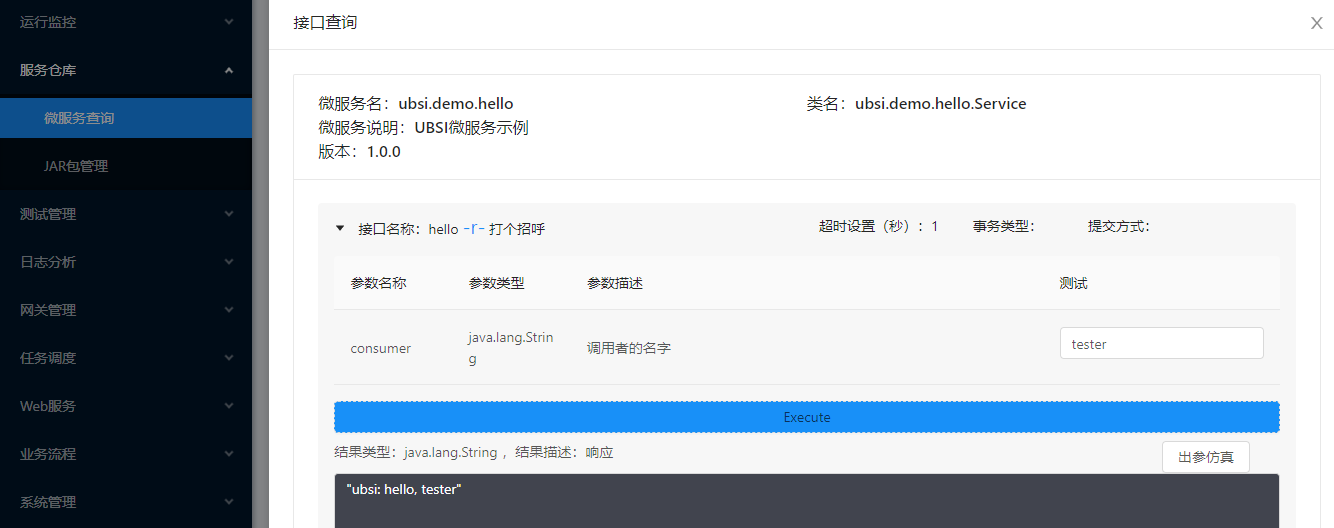 运行监控
服务仓库
微服务查询
JAR包管理
测试管理
日志分析
网关管理
任务调度
Web服务
业务流程
系统管理
接口查询
X
微服务名：ubsi.demo.hello
类名：ubsi.demo.hello.Service
微服务说明：UBSI微服务示例
版本：1.0.0
接口名称：hello -r- 打个招呼
超时设置（秒）：1
事务类型：
提交方式：
参数名称
参数类型
参数描述
测试
consumer
java.lang.Strin
g
调用者的名字
tester
Execute
结果类型：java.lang.String ，结果描述：响应
出参仿真
"ubsi: hello, tester"